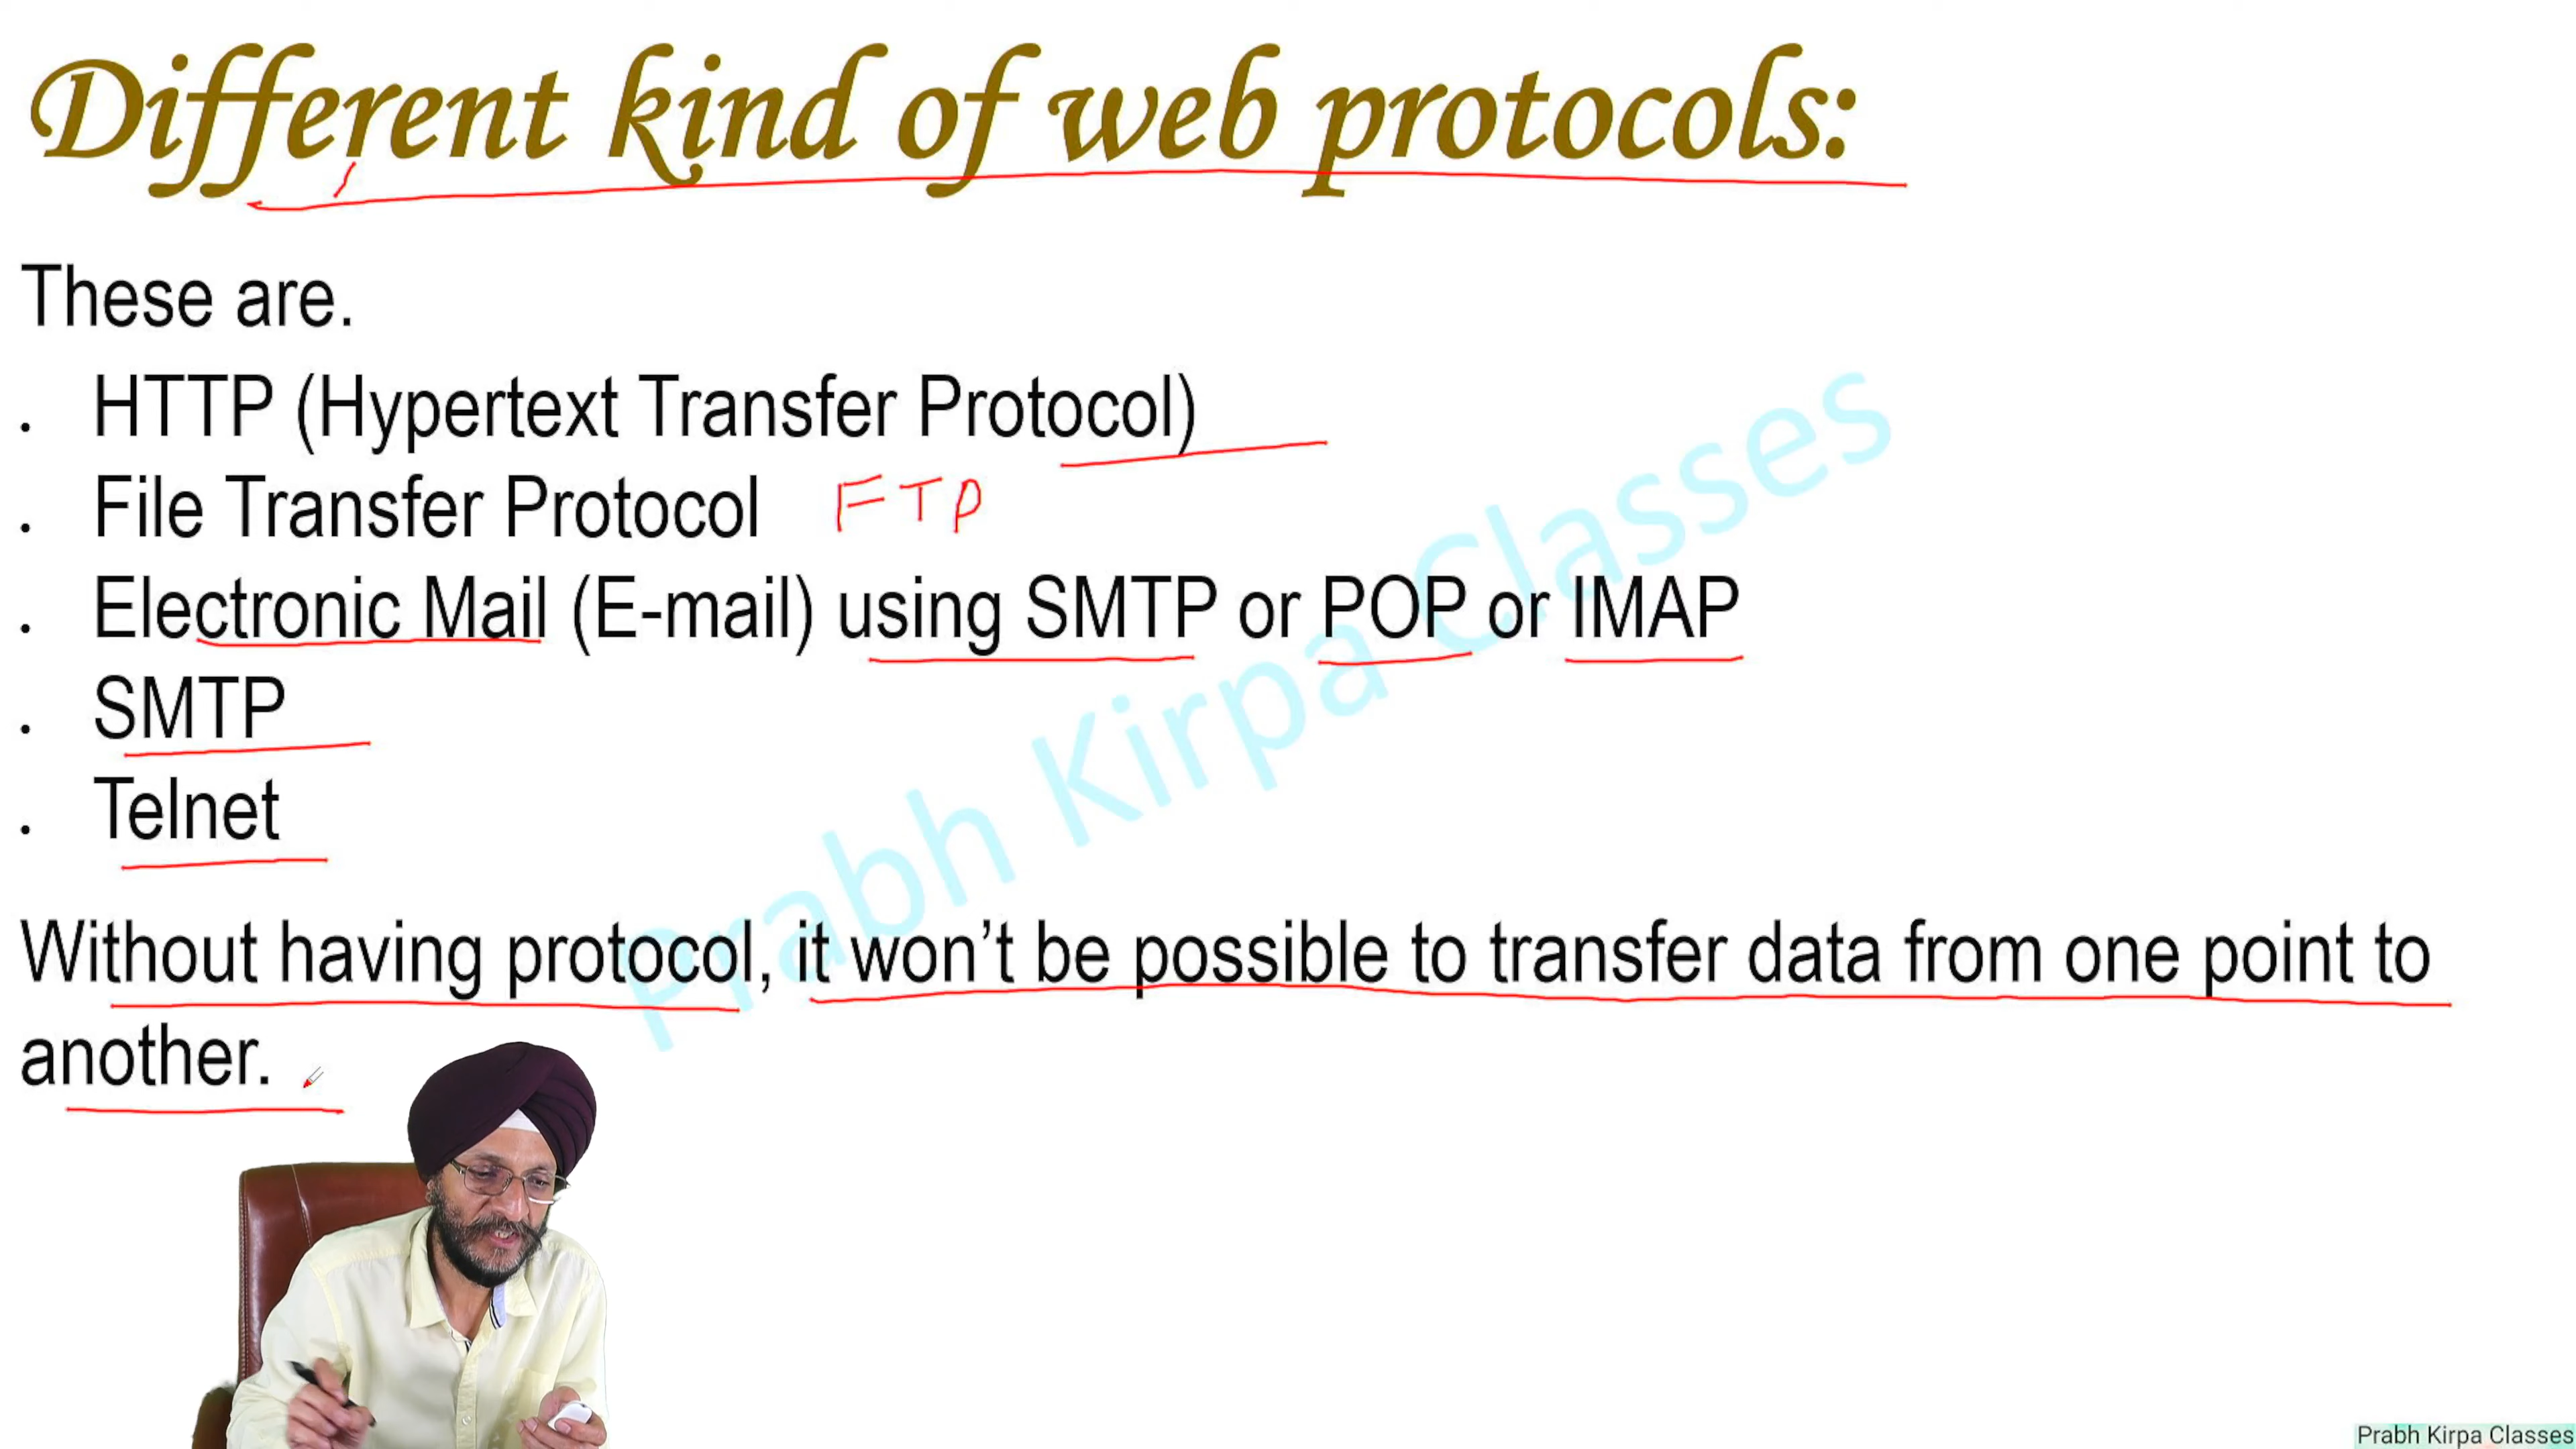 Different kind of web protocols:
These are.
. HTTP (Hypertext Transfer Protocol)
. File Transfer Protocol FTP
. Electronic Mail (E-mail) using SMTP or POP or IMAP
. SMTP
. Telnet
Without having protocol, it won't be possible to transfer data from one point to
another.
Prabh Kirpa Classes
Prabh Kirpa Classes